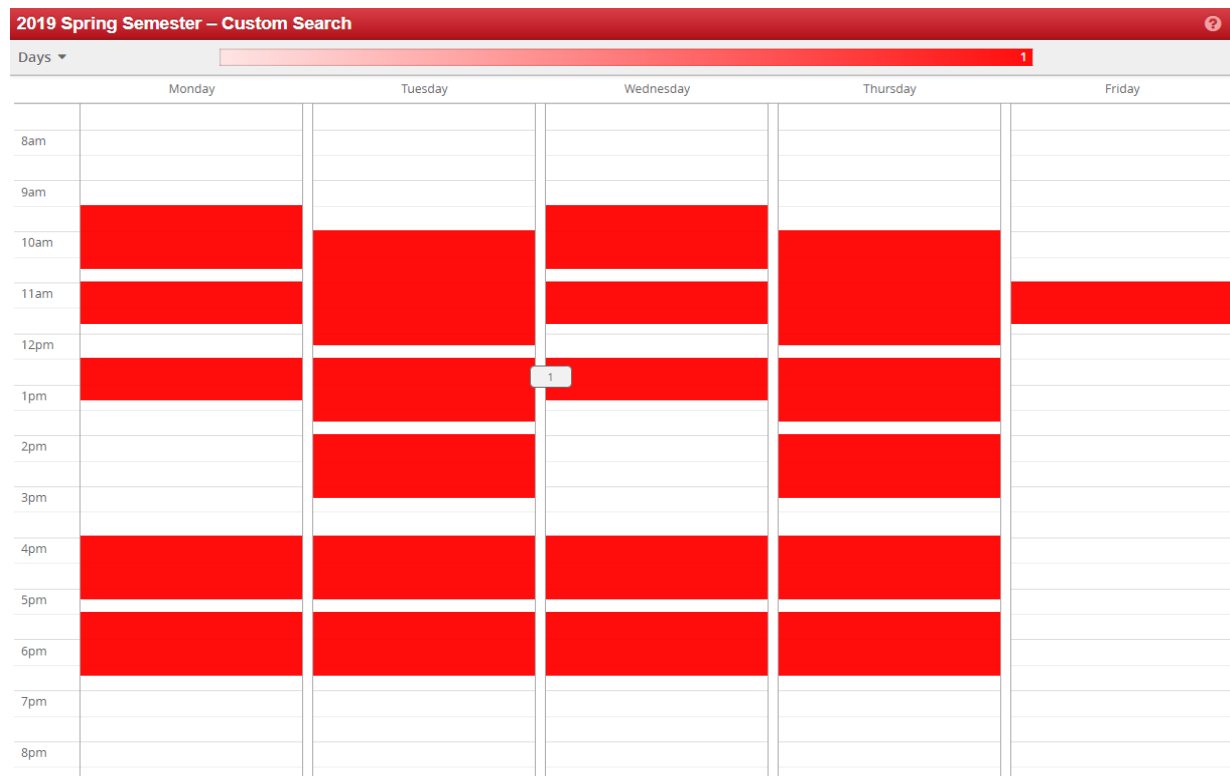 2019 Spring Semester – Custom Search
?
Days
1
Monday Tuesday Wednesday Thursday Friday
8am
9am
10am
11am
12pm
1
1pm
2pm
3pm
4pm
5pm
6pm
7pm
8pm